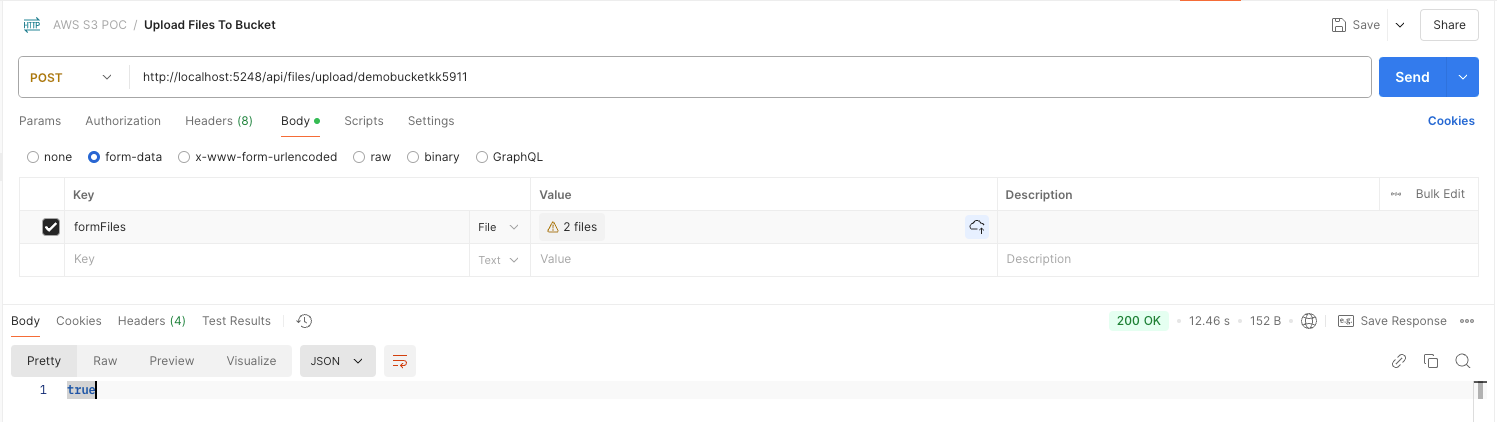 HTTP AWS S3 POC / Upload Files To Bucket Save Share
POST http://localhost:5248/api/files/upload/demobucketkk5911 Send
Params Authorization Headers (8) Body Scripts Settings Cookies
none form-data x-www-form-urlencoded raw binary GraphQL
Key Value Description Bulk Edit
formFiles File 2 files
Key Text Value Description
Body Cookies Headers (4) Test Results 200 OK 12.46 s 152 B e.g. Save Response
Pretty Raw Preview Visualize JSON
1 true